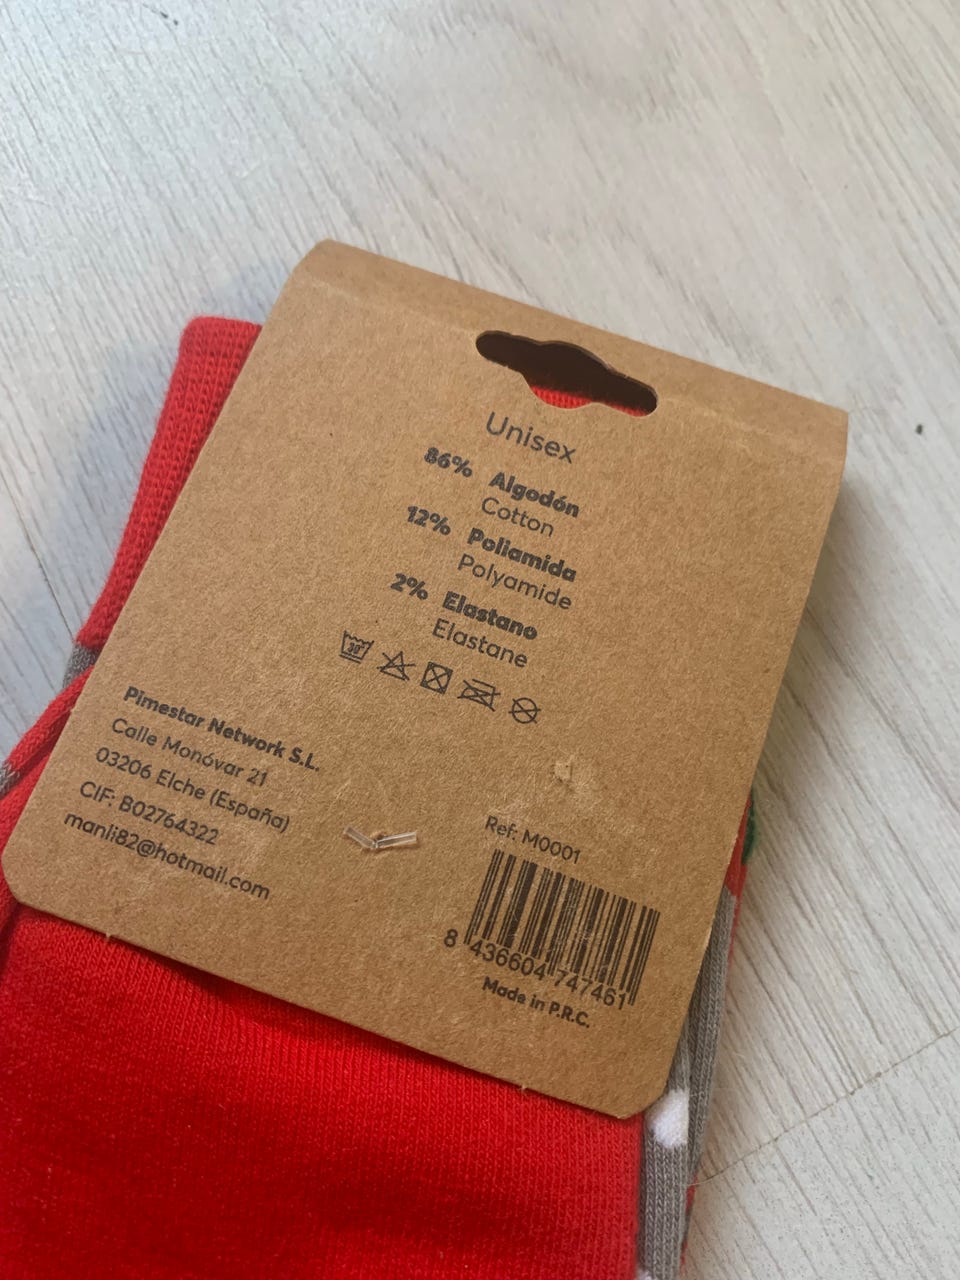 Unisex
86% Algodón
Cotton
12% Poliamida
Polyamide
2% Elastano
Elastane
30°
Pimestar Network S.L.
Calle Monóvar 21
03206 Elche (España)
CIF: B02764322
manli82@hotmail.com
Ref: M0001
8 436604 747461
Made in P.R.C.